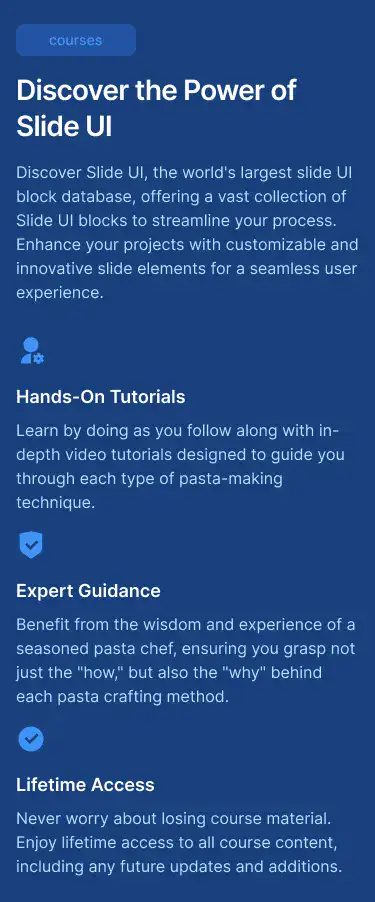 courses
Discover the Power of
Slide UI
Discover Slide UI, the world's largest slide UI
block database, offering a vast collection of
Slide UI blocks to streamline your process.
Enhance your projects with customizable and
innovative slide elements for a seamless user
experience.
Hands-On Tutorials
Learn by doing as you follow along with in-
depth video tutorials designed to guide you
through each type of pasta-making
technique.
Expert Guidance
Benefit from the wisdom and experience of a
seasoned pasta chef, ensuring you grasp not
just the "how," but also the "why" behind
each pasta crafting method.
Lifetime Access
Never worry about losing course material.
Enjoy lifetime access to all course content,
including any future updates and additions.